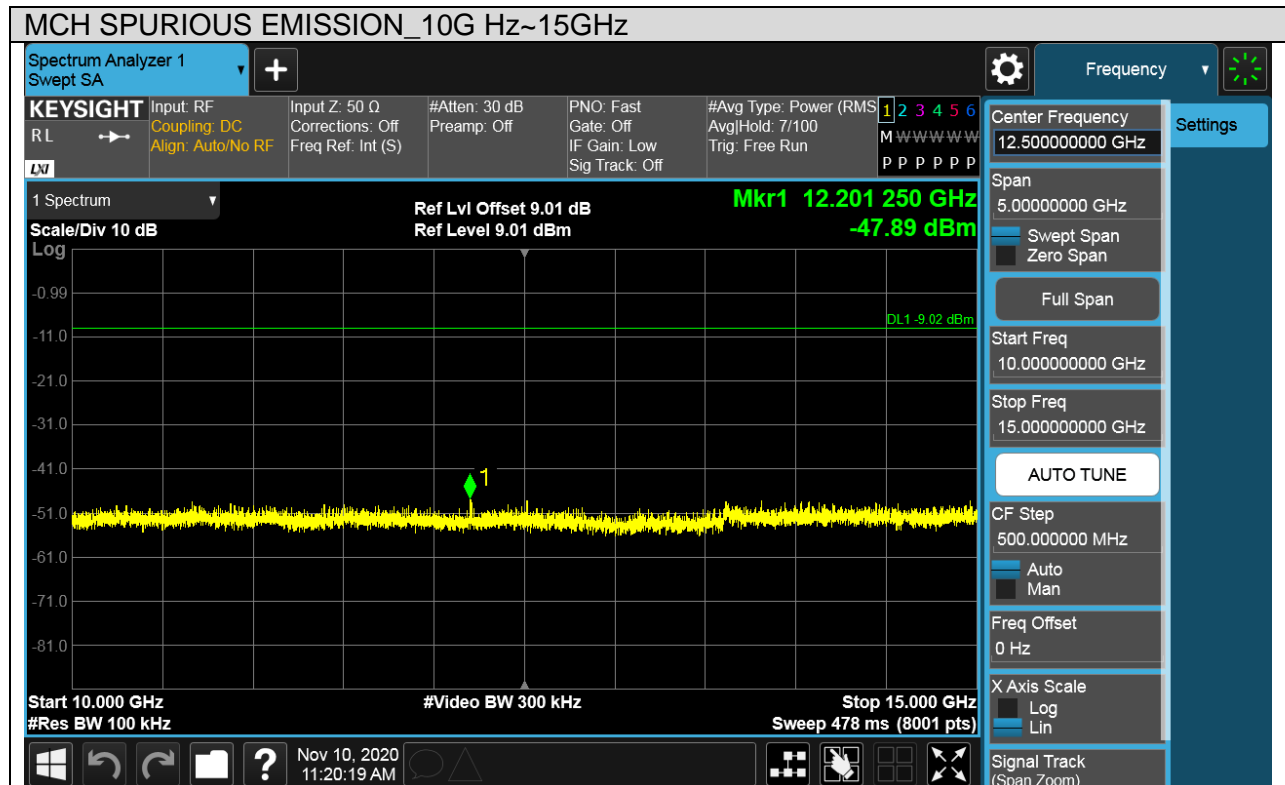 MCH SPURIOUS EMISSION_10G Hz~15GHz
Spectrum Analyzer 1
Swept SA
+
Frequency
KEYSIGHT
RL
LXI
Input: RF
Coupling: DC
Align: Auto/No RF
Input Z: 50 Ω
Corrections: Off
Freq Ref: Int (S)
#Atten: 30 dB
Preamp: Off
PNO: Fast
Gate: Off
IF Gain: Low
Sig Track: Off
#Avg Type: Power (RMS
Avg|Hold: 7/100
Trig: Free Run
1 2 3 4 5 6
M W W W W W
P P P P P P
1 Spectrum
Scale/Div 10 dB
Ref Lvl Offset 9.01 dB
Ref Level 9.01 dBm
Mkr1 12.201 250 GHz
-47.89 dBm
Log
-0.99
-11.0
-21.0
-31.0
-41.0
-51.0
-61.0
-71.0
-81.0
DL1 -9.02 dBm
1
Start 10.000 GHz
#Res BW 100 kHz
#Video BW 300 kHz
Stop 15.000 GHz
Sweep 478 ms (8001 pts)
?
Nov 10, 2020
11:20:19 AM
Center Frequency
12.500000000 GHz
Span
5.00000000 GHz
Swept Span
Zero Span
Full Span
Start Freq
10.000000000 GHz
Stop Freq
15.000000000 GHz
AUTO TUNE
CF Step
500.000000 MHz
Auto
Man
Freq Offset
0 Hz
X Axis Scale
Log
Lin
Signal Track
(Span Zoom)
Settings